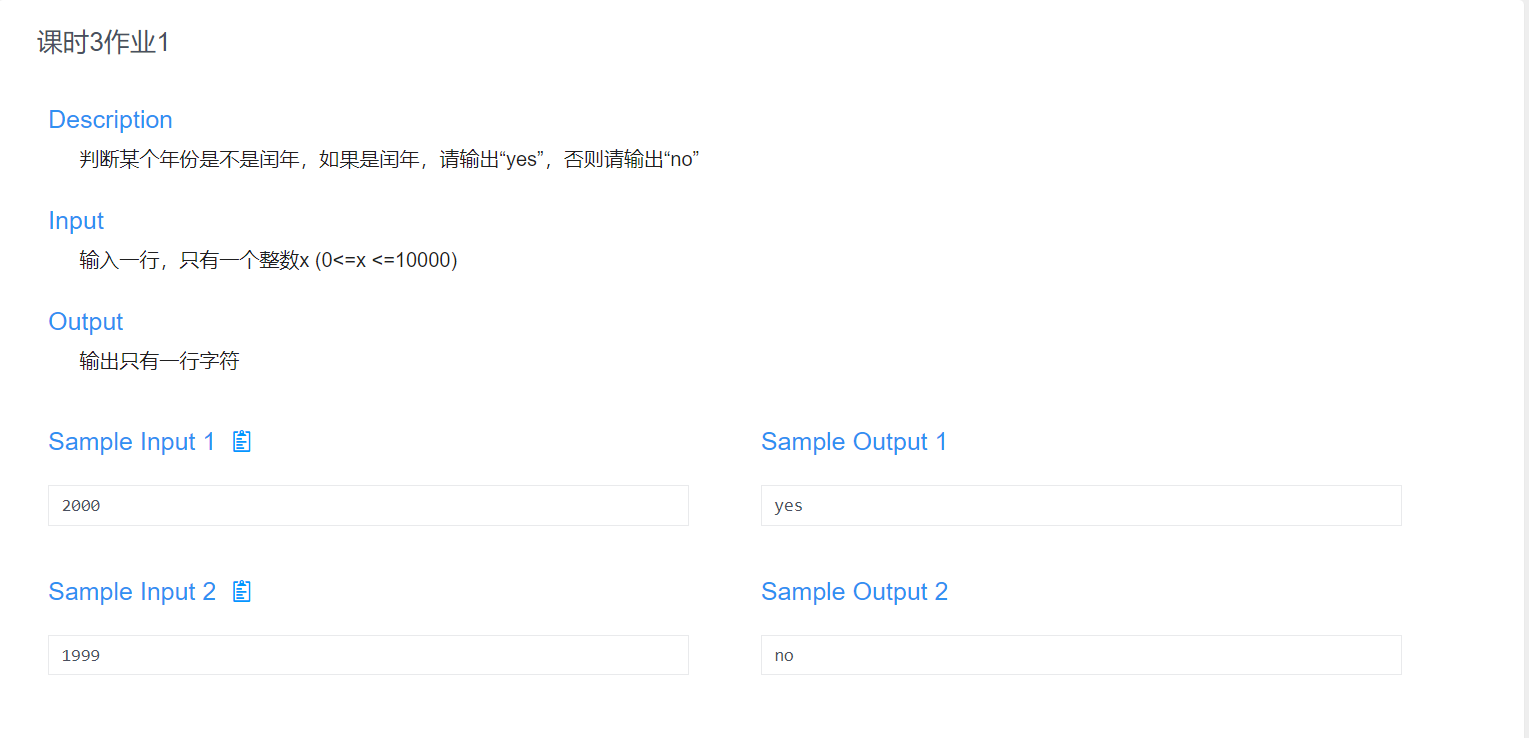 课时3作业1
Description
判断某个年份是不是闰年，如果是闰年，请输出“yes”，否则请输出“no”
Input
输入一行，只有一个整数x (0<=x <=10000)
Output
输出只有一行字符
Sample Input 1
Sample Output 1
2000
yes
Sample Input 2
Sample Output 2
1999
no